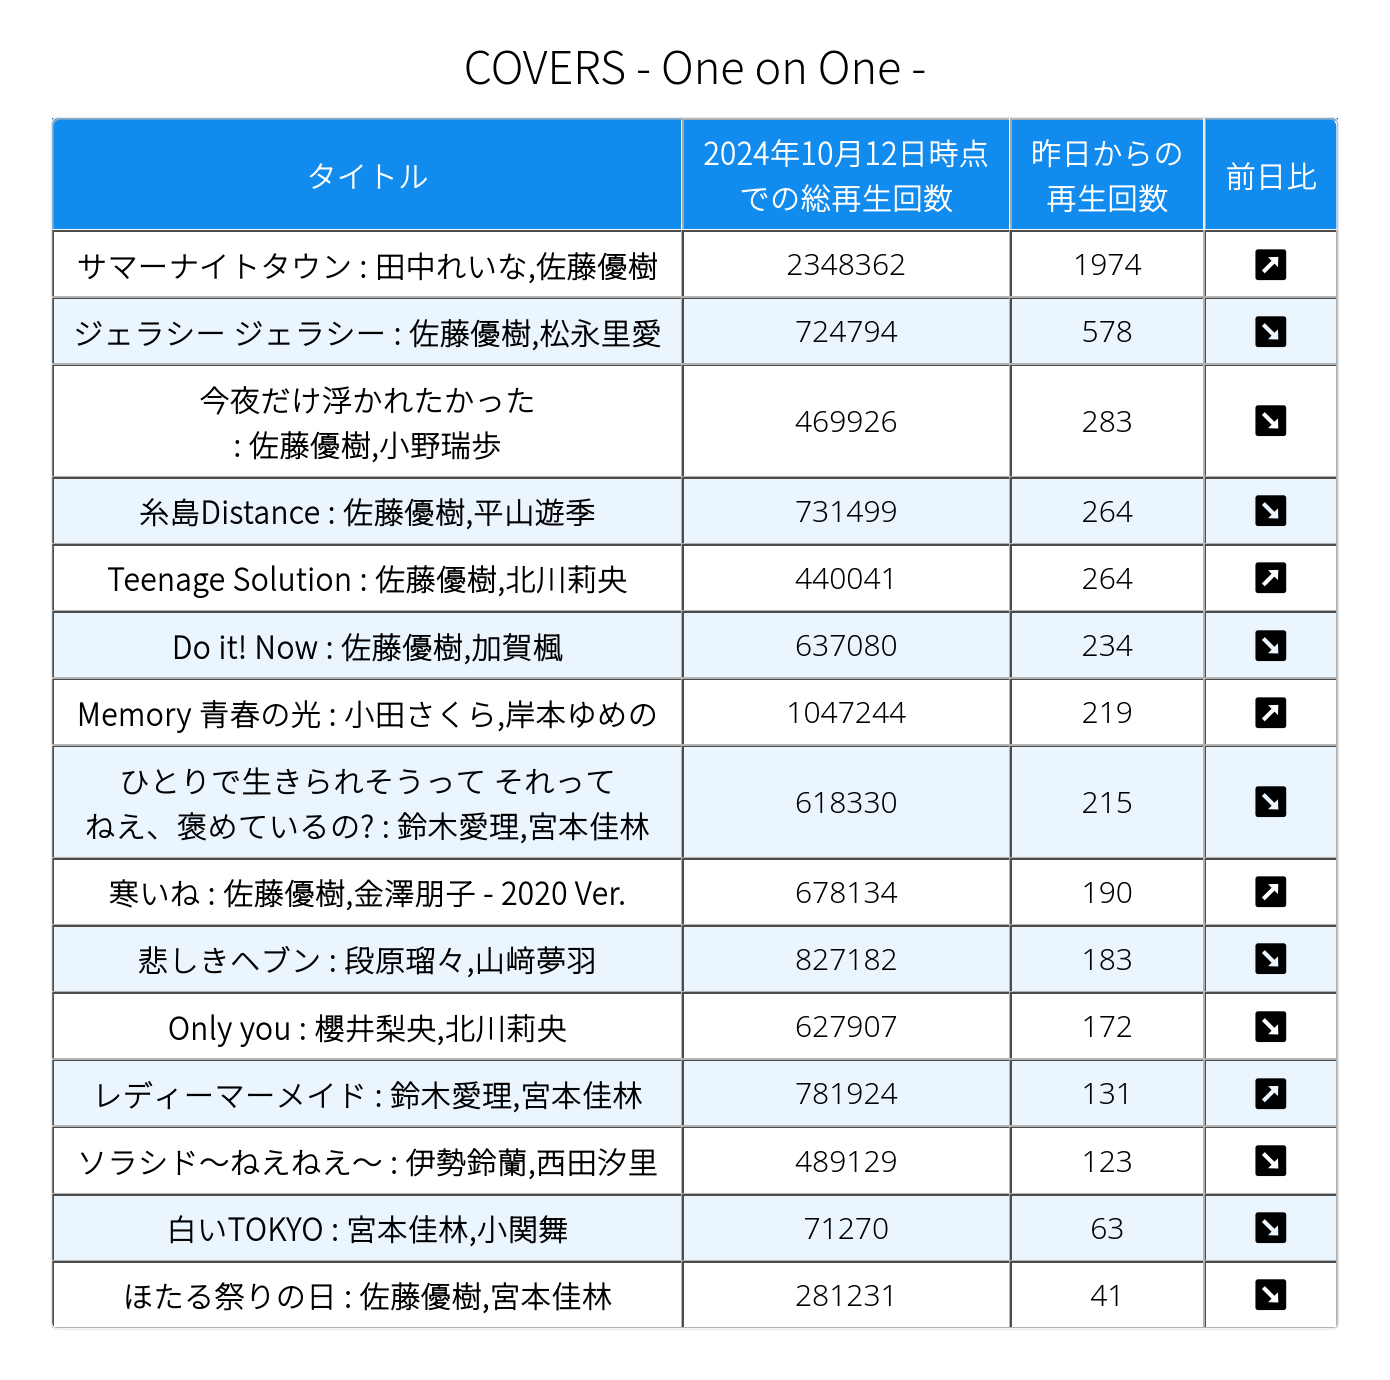 COVERS - One on One -
タイトル
2024年10月12日時点
での総再生回数
昨日からの
再生回数
前日比
サマーナイトタウン : 田中れいな,佐藤優樹 2348362 1974 ↗
ジェラシー ジェラシー : 佐藤優樹,松永里愛 724794 578 ↘
今夜だけ浮かれたかった
: 佐藤優樹,小野瑞歩 469926 283 ↘
糸島Distance : 佐藤優樹,平山遊季 731499 264 ↘
Teenage Solution : 佐藤優樹,北川莉央 440041 264 ↗
Do it! Now : 佐藤優樹,加賀楓 637080 234 ↘
Memory 青春の光 : 小田さくら,岸本ゆめの 1047244 219 ↗
ひとりで生きられそうって それって
ねえ、褒めているの? : 鈴木愛理,宮本佳林 618330 215 ↘
寒いね : 佐藤優樹,金澤朋子 - 2020 Ver. 678134 190 ↗
悲しきヘブン : 段原瑠々,山﨑夢羽 827182 183 ↘
Only you : 櫻井梨央,北川莉央 627907 172 ↘
レディーマーメイド : 鈴木愛理,宮本佳林 781924 131 ↗
ソラシド〜ねえねえ〜 : 伊勢鈴蘭,西田汐里 489129 123 ↘
白いTOKYO : 宮本佳林,小関舞 71270 63 ↘
ほたる祭りの日 : 佐藤優樹,宮本佳林 281231 41 ↘